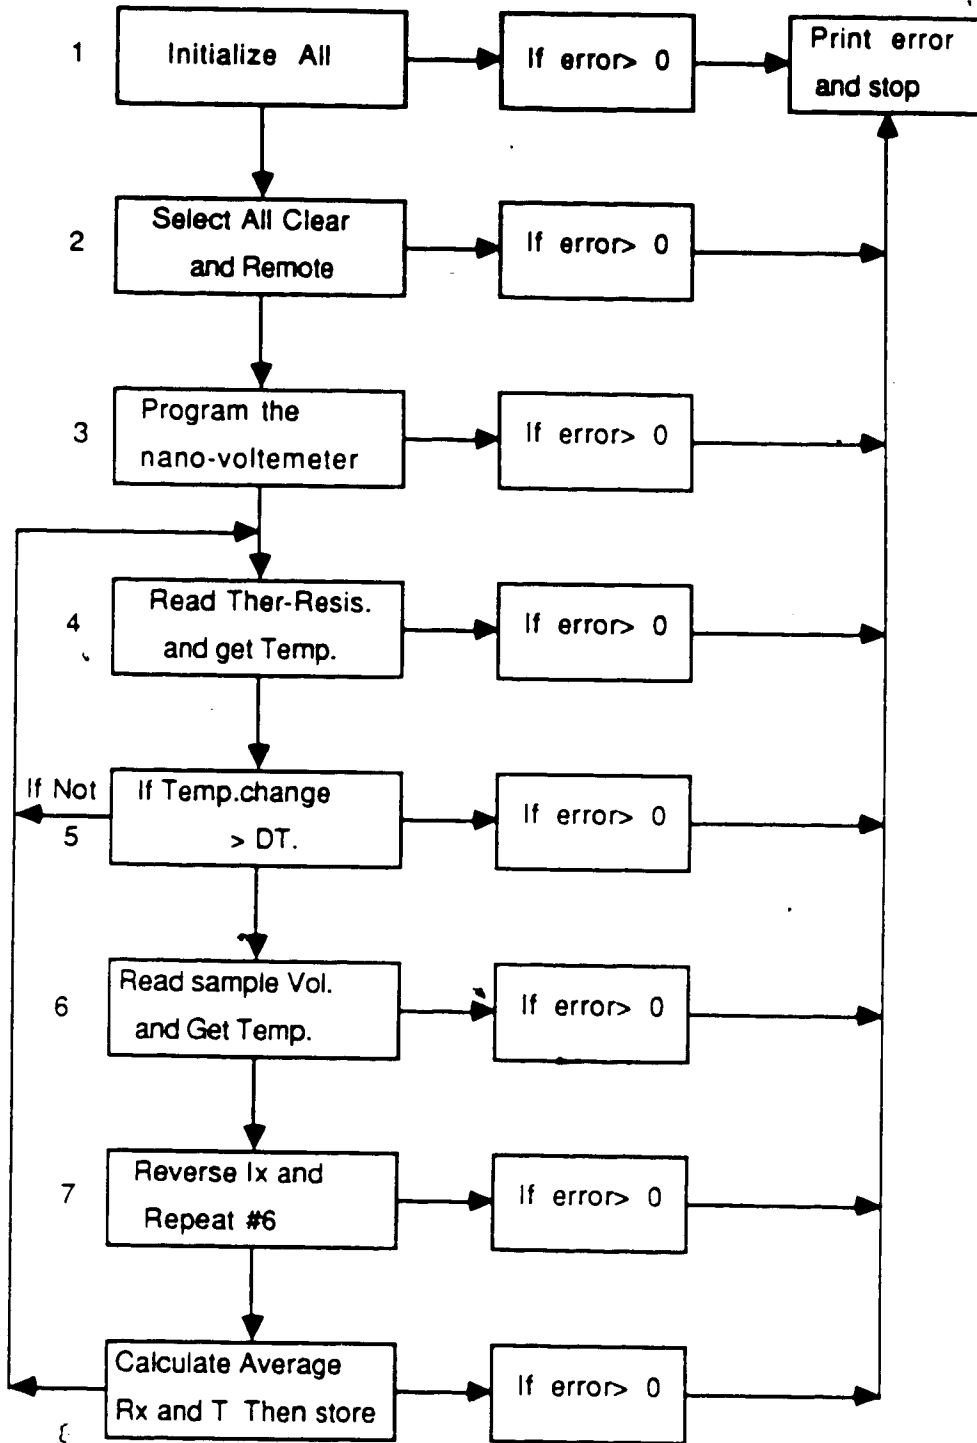 1
Initialize All
If error> 0
Print error
and stop
2
Select All Clear
and Remote
If error> 0
3
Program the
nano-voltemeter
If error> 0
4
Read Ther-Resis.
and get Temp.
If error> 0
If Not
5
If Temp.change
> DT.
If error> 0
6
Read sample Vol.
and Get Temp.
If error> 0
7
Reverse Ix and
Repeat #6
If error> 0
Calculate Average
Rx and T Then store
If error> 0